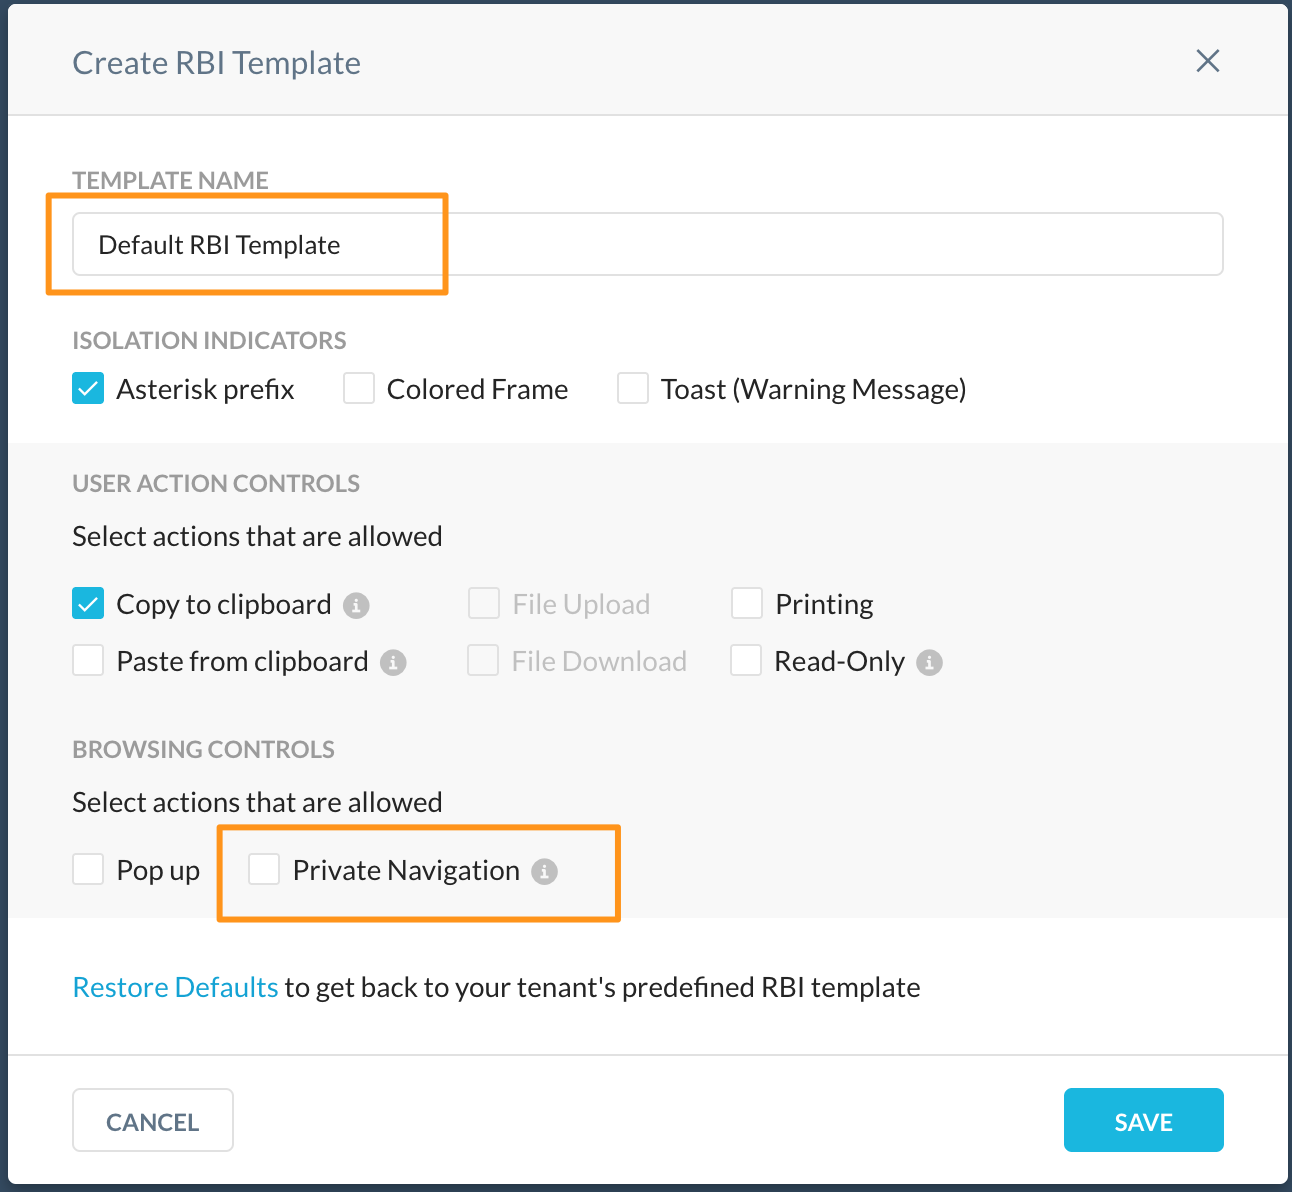 Create RBI Template
TEMPLATE NAME
Default RBI Template
ISOLATION INDICATORS
Asterisk prefix Colored Frame Toast (Warning Message)
USER ACTION CONTROLS
Select actions that are allowed
Copy to clipboard File Upload Printing
Paste from clipboard File Download Read-Only
BROWSING CONTROLS
Select actions that are allowed
Pop up Private Navigation
Restore Defaults to get back to your tenant's predefined RBI template
CANCEL SAVE